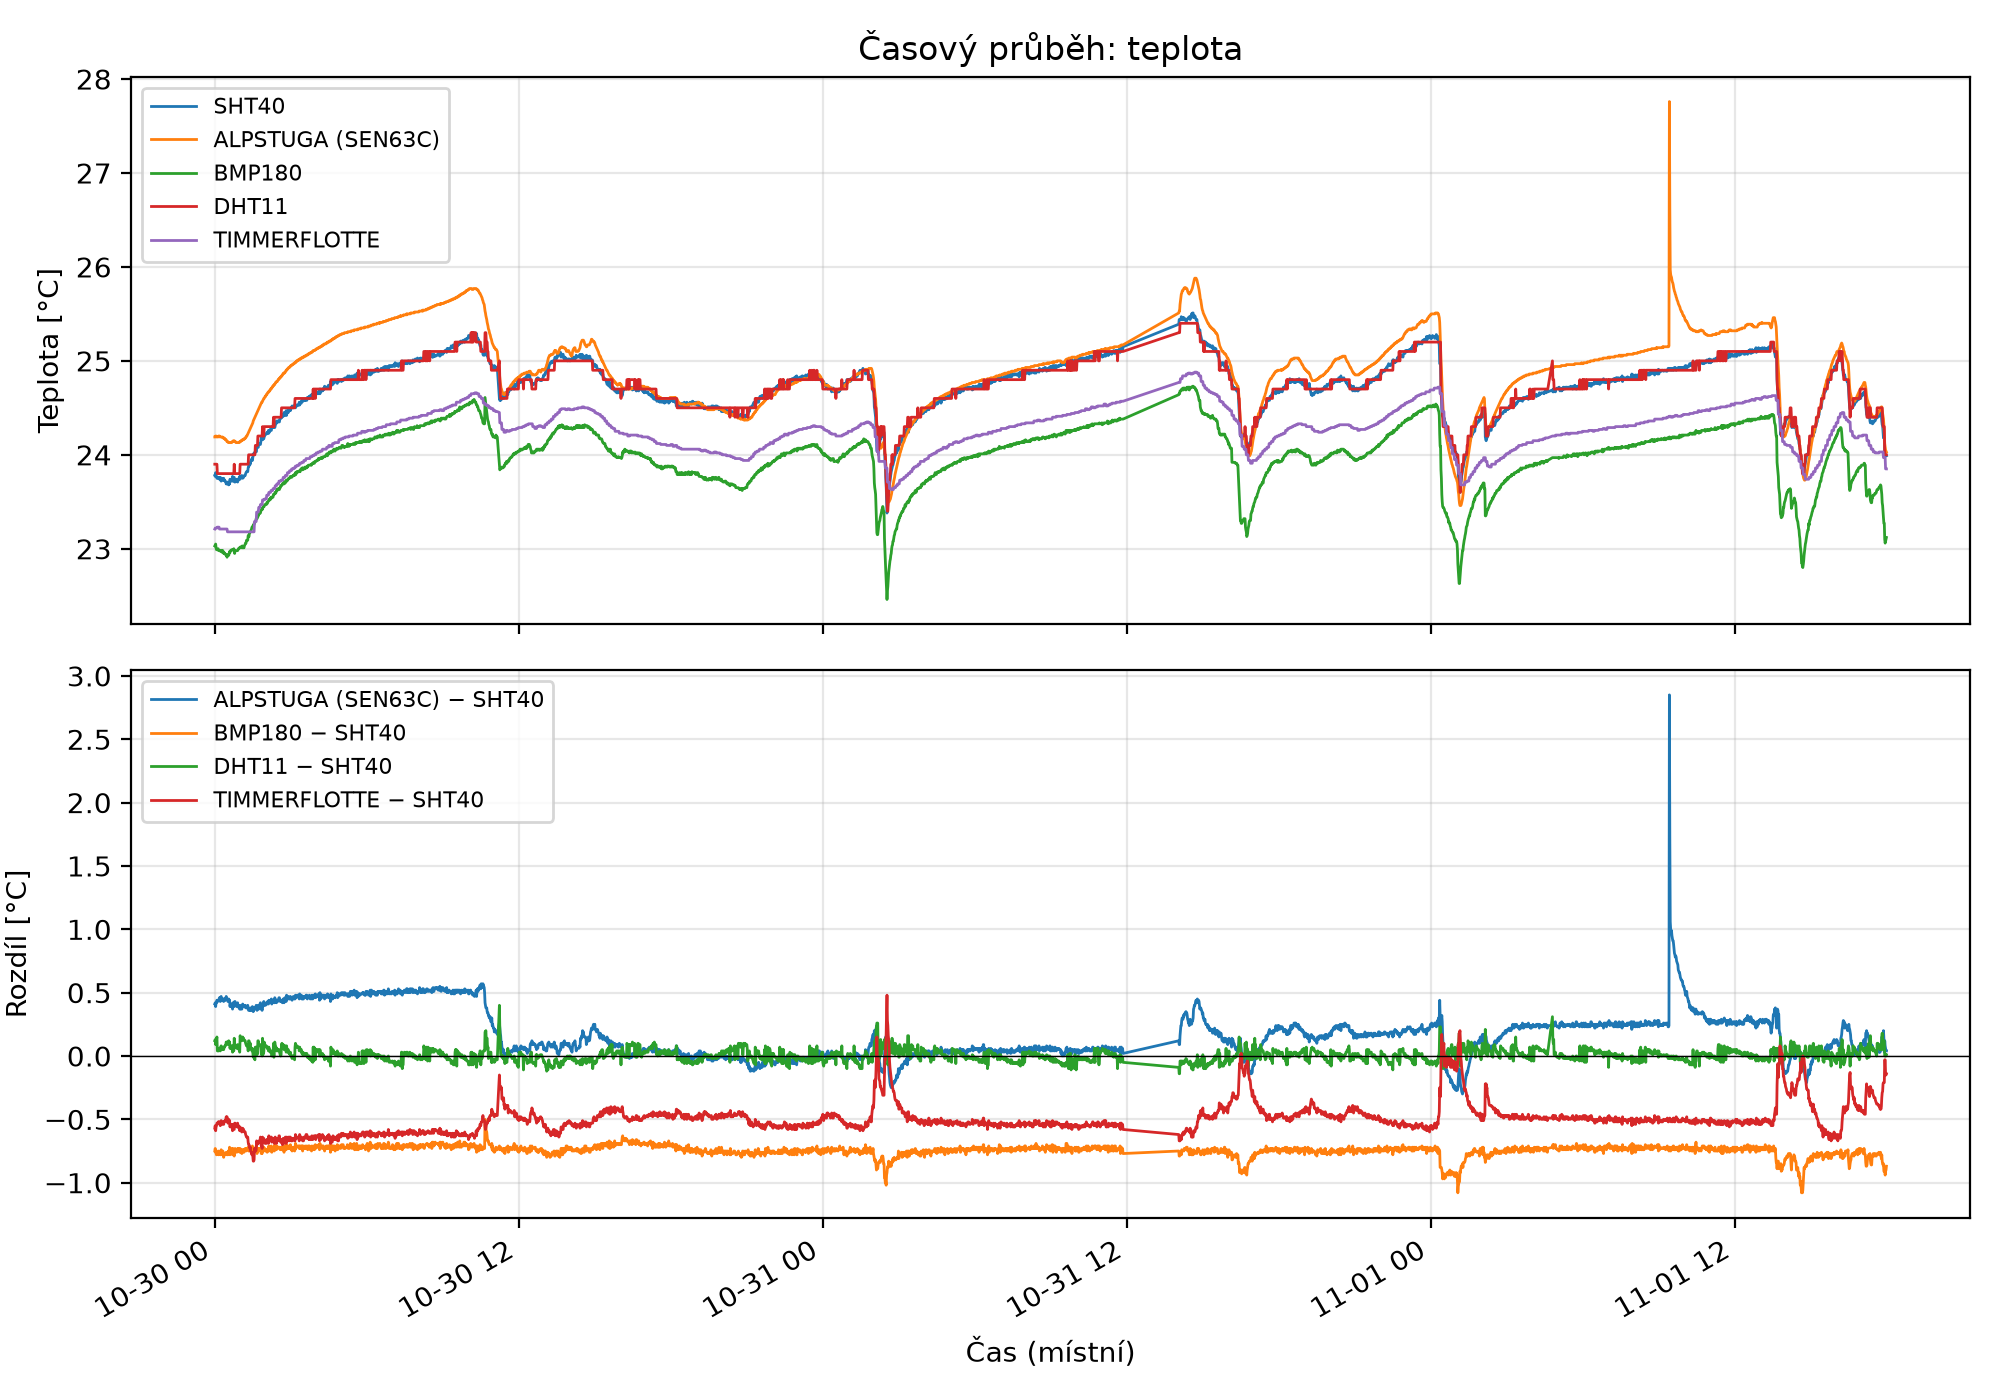 Časový průběh: teplota
Teplota [°C]
28
27
26
25
24
23
SHT40
ALPSTUGA (SEN63C)
BMP180
DHT11
TIMMERFLOTTE
Rozdíl [°C]
3.0
2.5
2.0
1.5
1.0
0.5
0.0
−0.5
−1.0
ALPSTUGA (SEN63C) − SHT40
BMP180 − SHT40
DHT11 − SHT40
TIMMERFLOTTE − SHT40
10-30 00
10-30 12
10-31 00
10-31 12
11-01 00
11-01 12
Čas (místní)